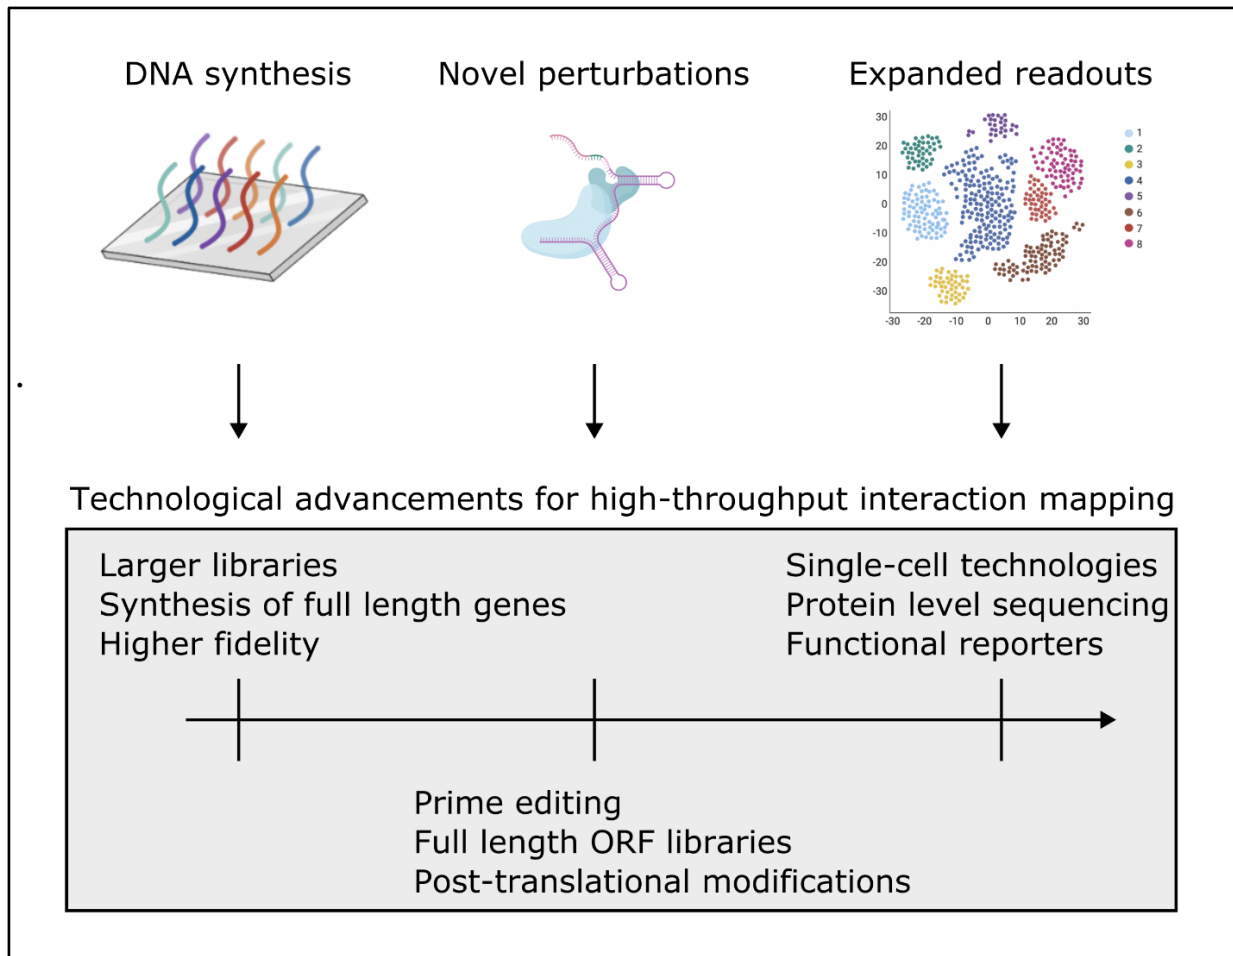 DNA synthesis
Novel perturbations
Expanded readouts
30
20
10
0
-10
-20
-30
-30 -20 -10 0 10 20 30
1
2
3
4
5
6
7
8
.
Technological advancements for high-throughput interaction mapping
Larger libraries
Synthesis of full length genes
Higher fidelity
Single-cell technologies
Protein level sequencing
Functional reporters
Prime editing
Full length ORF libraries
Post-translational modifications